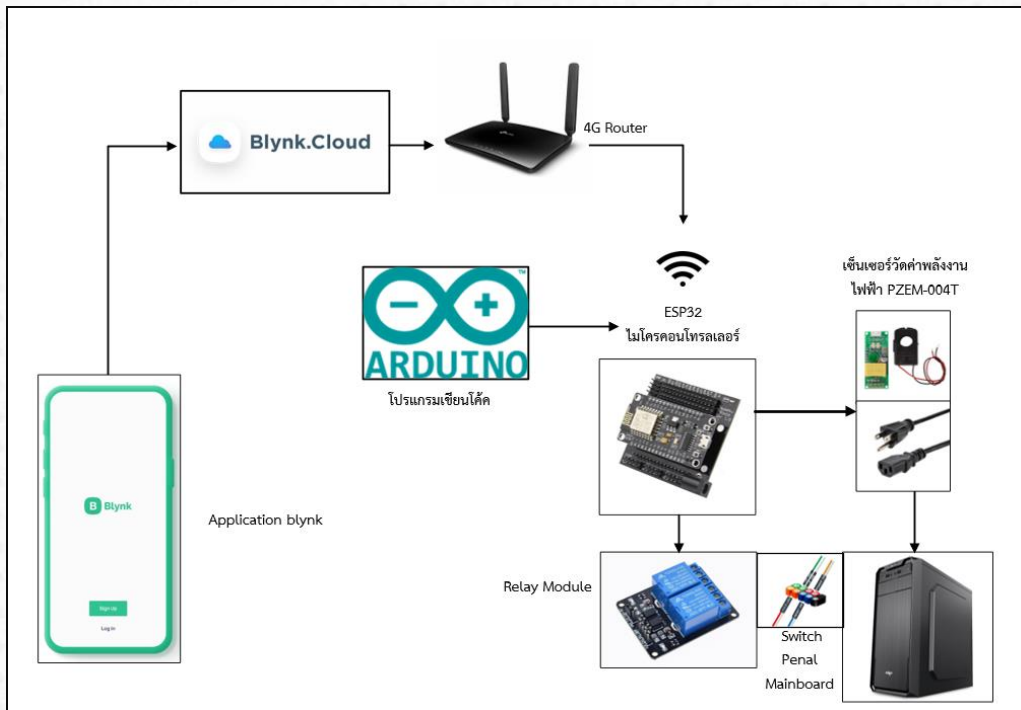 Blynk.Cloud
4G Router
เซ็นเซอร์วัดค่าพลังงาน
ไฟฟ้า PZEM-004T
TM
ARDUINO
ESP32
ไมโครคอนโทรลเลอร์
โปรแกรมเขียนโค้ด
B Blynk
Application blynk
Sign Up
Log In
Relay Module
Switch
Penal
Mainboard